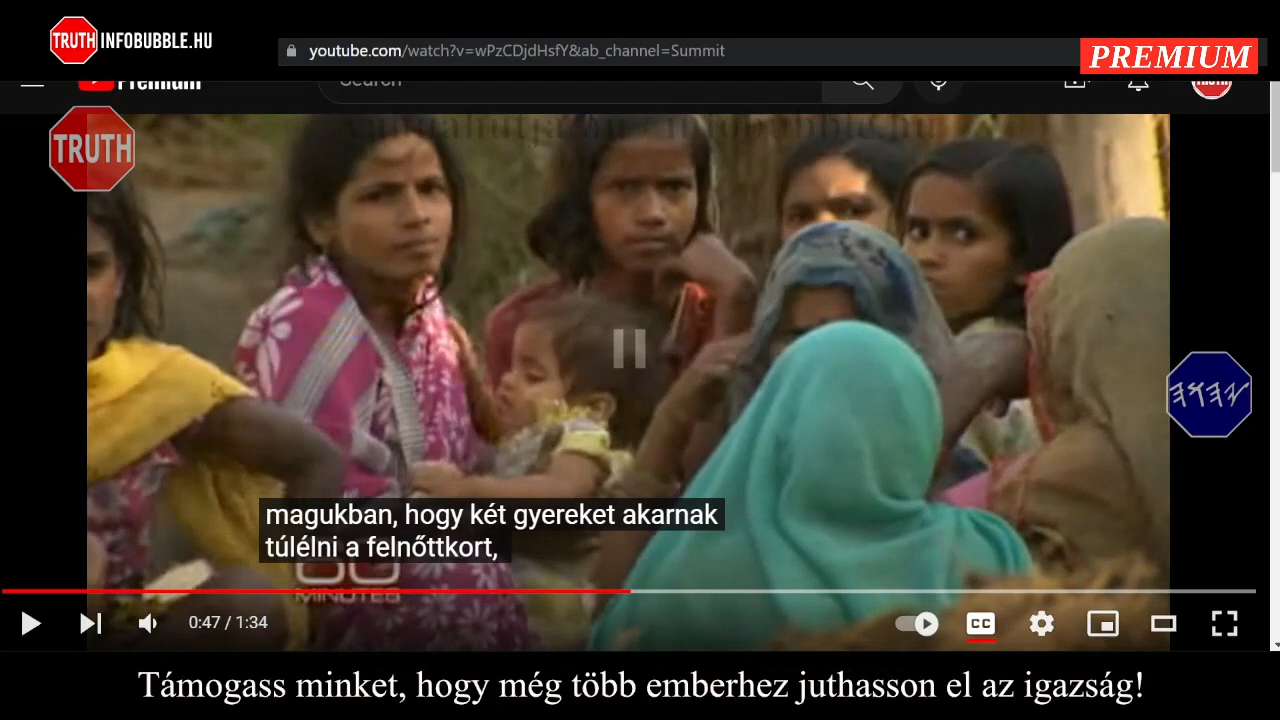 TRUTH INFOBUBBLE.HU
youtube.com/watch?v=wPzCDjdHsfY&ab_channel=Summit
PREMIUM
Premium
Search
TRUTH
magukban, hogy két gyereket akarnak
túlélni a felnőttkort,
60
MINUTES
0:47 / 1:34
CC
Támogass minket, hogy még több emberhez juthasson el az igazság!